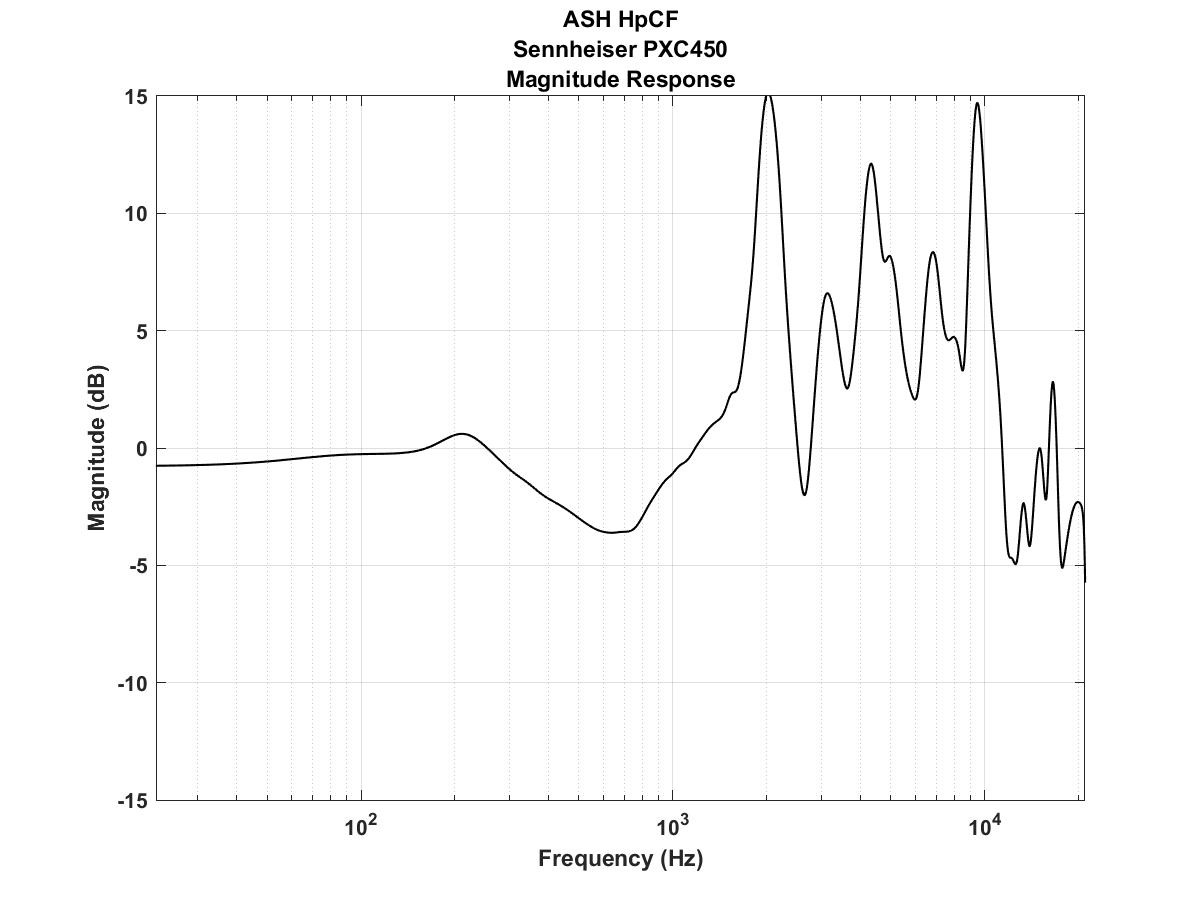 ASH HpCF
Sennheiser PXC450
Magnitude Response
15
10
5
0
-5
-10
-15
Magnitude (dB)
10²
10³
10⁴
Frequency (Hz)